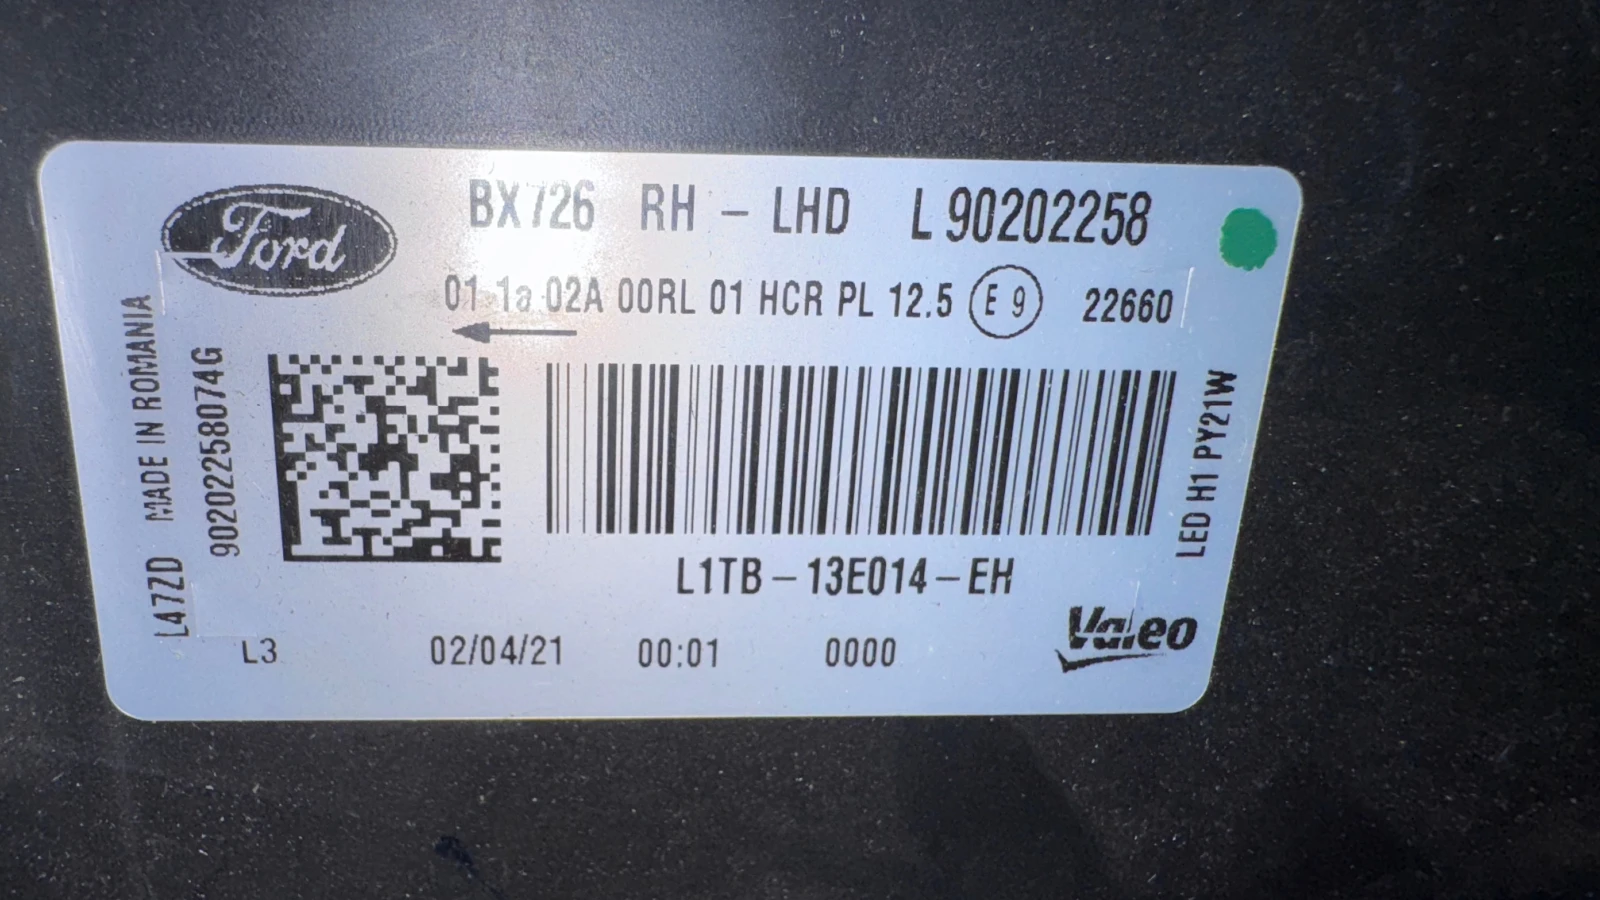 Ford
BX726 RH - LHD L 90202258
01 1a 02A 00RL 01 HCR PL 12.5 E 9 22660
L47ZD MADE IN ROMANIA
90202258074G
LED H1 PY21W
L1TB - 13E014 - EH
L3 02/04/21 00:01 0000
Valeo